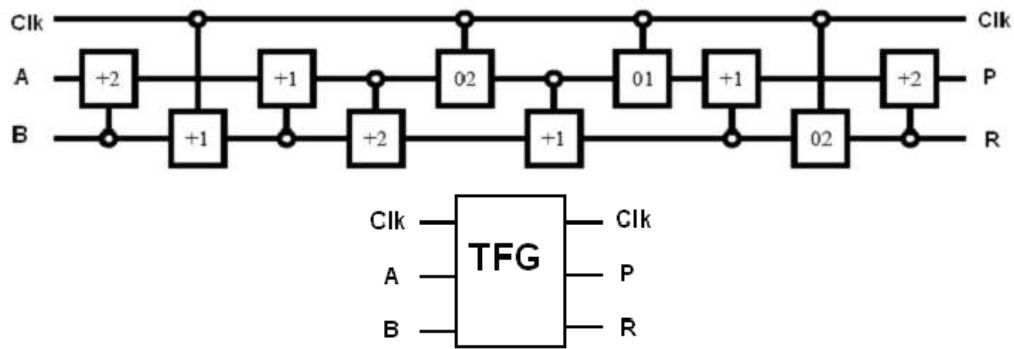 Clk Clk
A +2 +1 02 01 +1 +2 P
B +1 +2 +1 02 R
Clk Clk
TFG
A P
B R